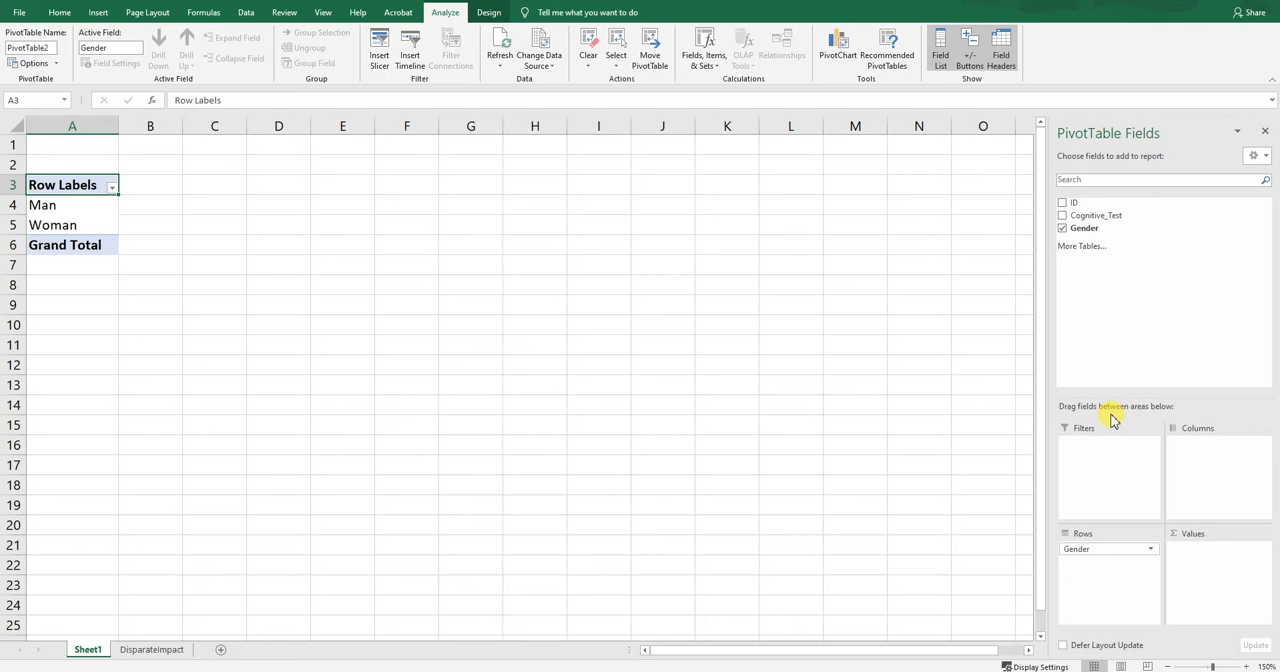 File Home Insert Page Layout Formulas Data Review View Help Acrobat Analyze Design Tell me what you want to do Share
PivotTable Name: Active Field:
PivotTable2 Gender
Options Field Settings
Drill Down
Drill Up
Expand Field
Collapse Field
Group Selection
Ungroup
Group Field
Insert Slicer
Insert Timeline
Filter Connections
Refresh
Change Data Source
Clear
Select
Move PivotTable
Fields, Items, & Sets
OLAP Tools
Relationships
PivotChart
Recommended PivotTables
Field List
+/- Buttons
Field Headers
PivotTable Active Field Group Filter Data Actions Calculations Tools Show
A3 fx Row Labels
A B C D E F G H I J K L M N O
1
2
3 Row Labels
4 Man
5 Woman
6 Grand Total
7
8
9
10
11
12
13
14
15
16
17
18
19
20
21
22
23
24
25
Sheet1 DisparateImpact
PivotTable Fields
Choose fields to add to report:
Search
ID
Cognitive_Test
Gender
More Tables...
Drag fields between areas below:
Filters Columns
Rows Σ Values
Gender
Defer Layout Update Update
Display Settings 150%